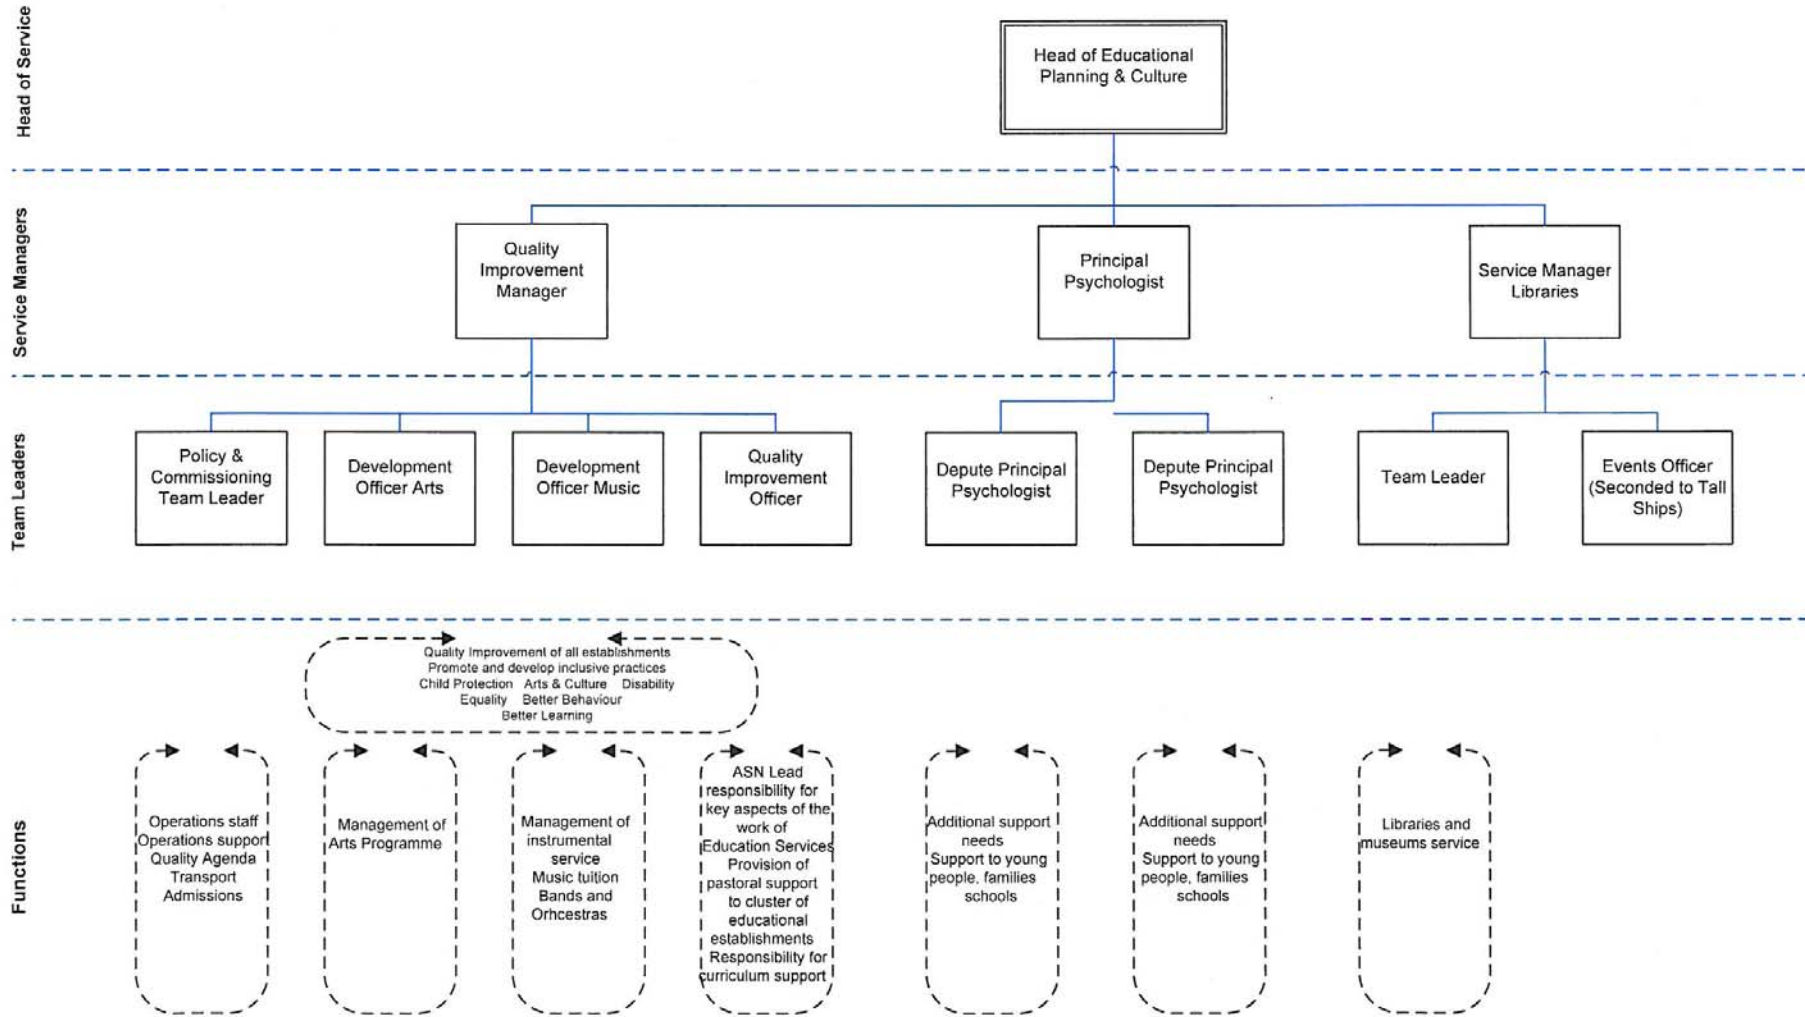 Head of Service
Head of Educational
Planning & Culture
Service Managers
Quality
Improvement
Manager
Principal
Psychologist
Service Manager
Libraries
Team Leaders
Policy &
Commissioning
Team Leader
Development
Officer Arts
Development
Officer Music
Quality
Improvement
Officer
Depute Principal
Psychologist
Depute Principal
Psychologist
Team Leader
Events Officer
(Seconded to Tall
Ships)
Functions
Quality Improvement of all establishments
Promote and develop inclusive practices
Child Protection Arts & Culture Disability
Equality Better Behaviour
Better Learning
Operations staff
Operations support
Quality Agenda
Transport
Admissions
Management of
Arts Programme
Management of
instrumental
service
Music tuition
Bands and
Orhcestras
ASN Lead
responsibility for
key aspects of the
work of
Education Services
Provision of
pastoral support
to cluster of
educational
establishments
Responsibility for
curriculum support
Additional support
needs
Support to young
people, families
schools
Additional support
needs
Support to young
people, families
schools
Libraries and
museums service